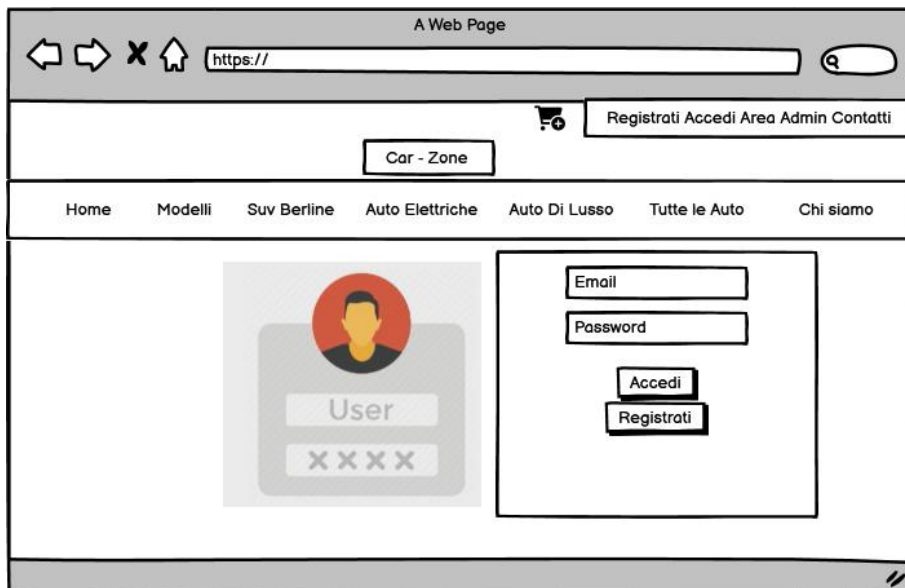 A Web Page
https://
Registrati Accedi Area Admin Contatti
Car - Zone
Home Modelli Suv Berline Auto Elettriche Auto Di Lusso Tutte le Auto Chi siamo
User
XXXX
Email
Password
Accedi
Registrati